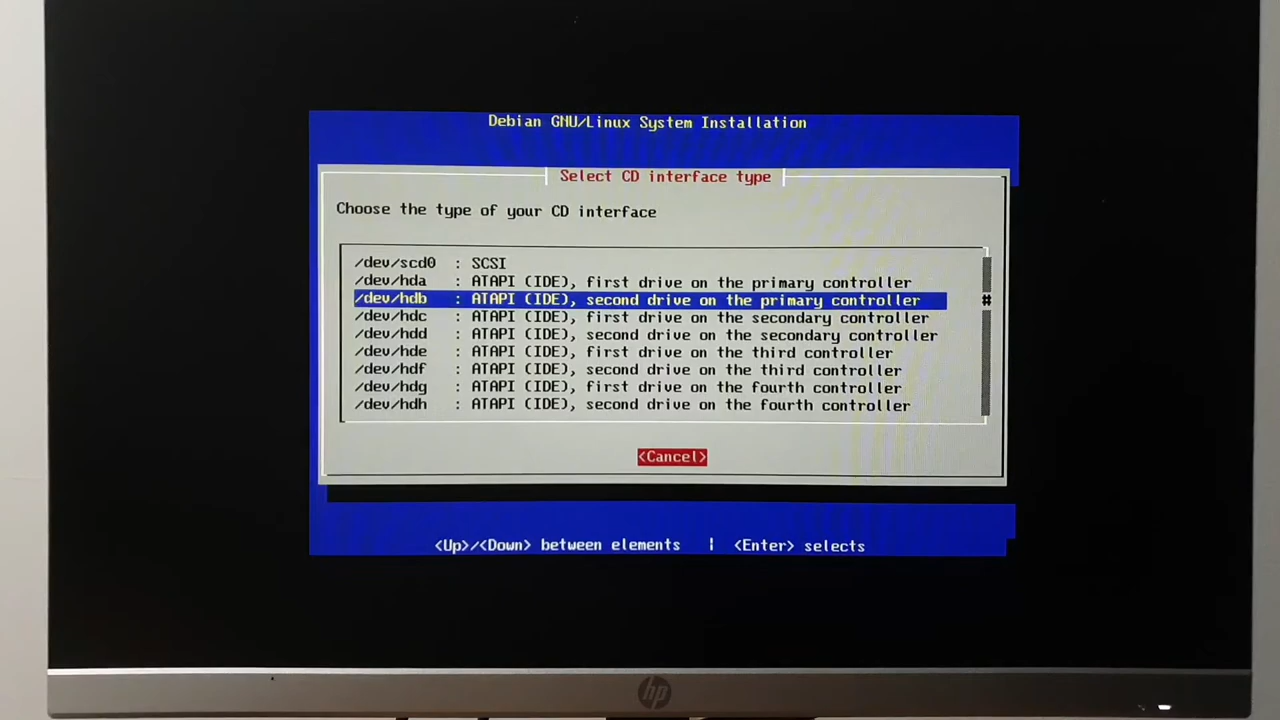 Debian GNU/Linux System Installation
Select CD interface type
Choose the type of your CD interface
/dev/scd0 : SCSI
/dev/hda : ATAPI (IDE), first drive on the primary controller
/dev/hdb : ATAPI (IDE), second drive on the primary controller
#
/dev/hdc : ATAPI (IDE), first drive on the secondary controller
/dev/hdd : ATAPI (IDE), second drive on the secondary controller
/dev/hde : ATAPI (IDE), first drive on the third controller
/dev/hdf : ATAPI (IDE), second drive on the third controller
/dev/hdg : ATAPI (IDE), first drive on the fourth controller
/dev/hdh : ATAPI (IDE), second drive on the fourth controller
<Cancel>
<Up>/<Down> between elements | <Enter> selects
hp